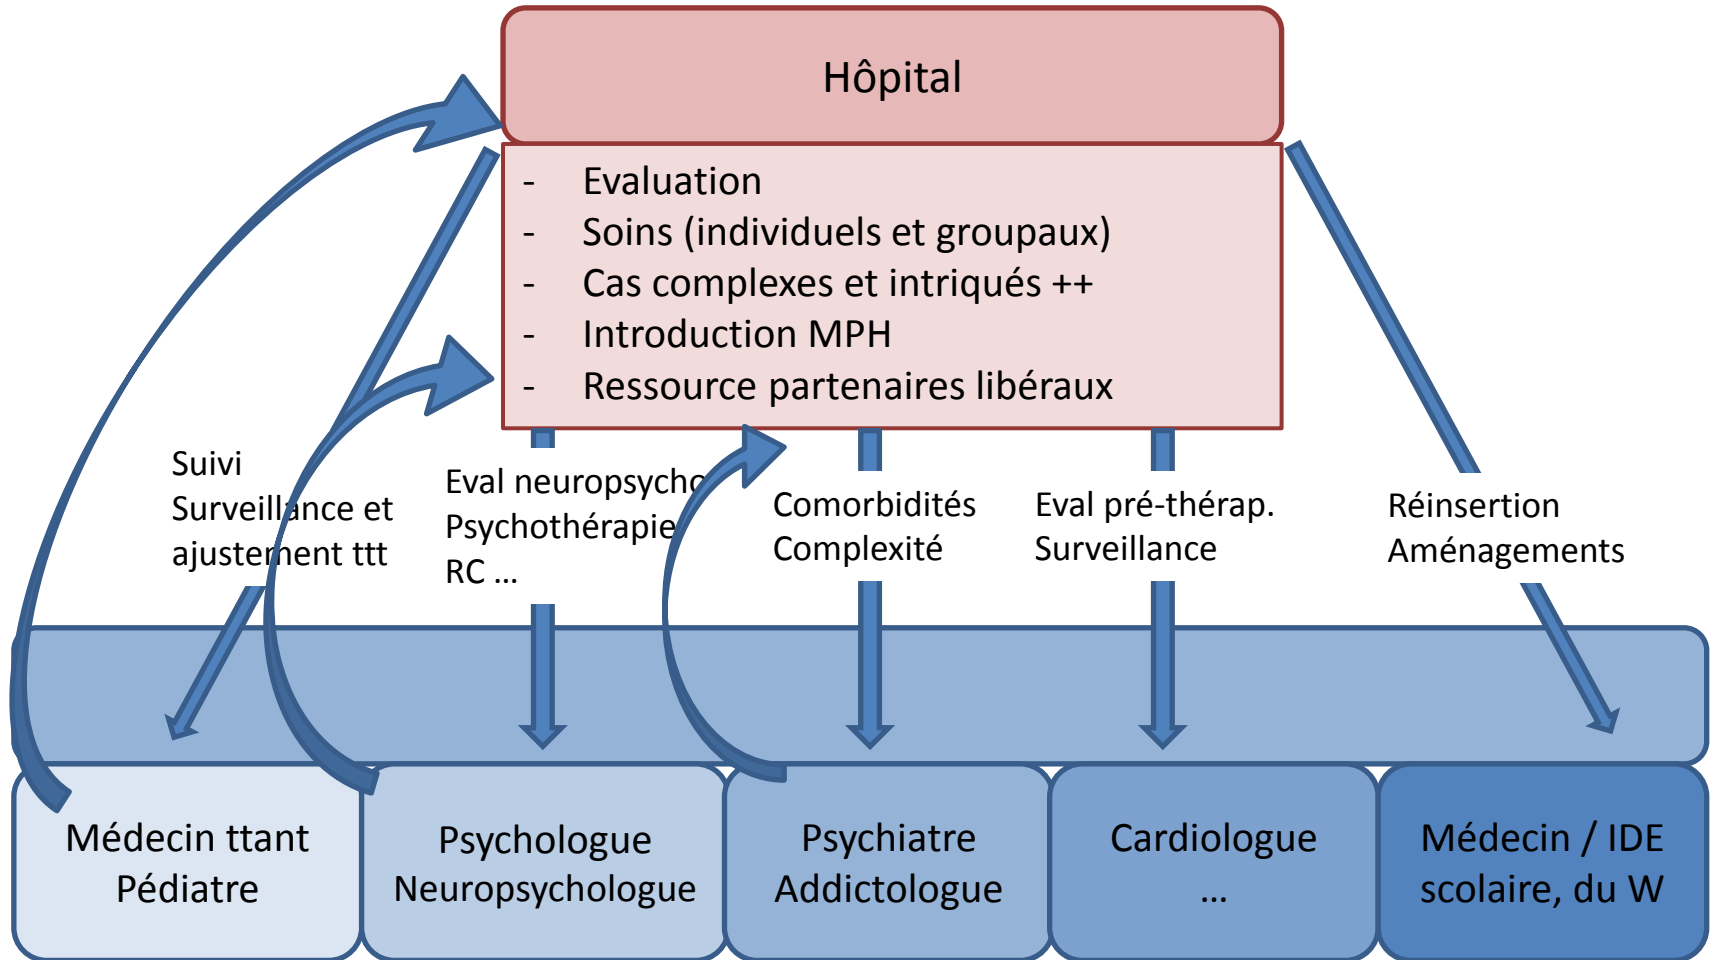 Hôpital
- Evaluation
- Soins (individuels et groupaux)
- Cas complexes et intriqués ++
- Introduction MPH
- Ressource partenaires libéraux
Suivi
Surveillance et
ajustement ttt
Eval neuropsycho
Psychothérapie
RC ...
Comorbidités
Complexité
Eval pré-thérap.
Surveillance
Réinsertion
Aménagements
Médecin ttant
Pédiatre
Psychologue
Neuropsychologue
Psychiatre
Addictologue
Cardiologue
...
Médecin / IDE
scolaire, du W